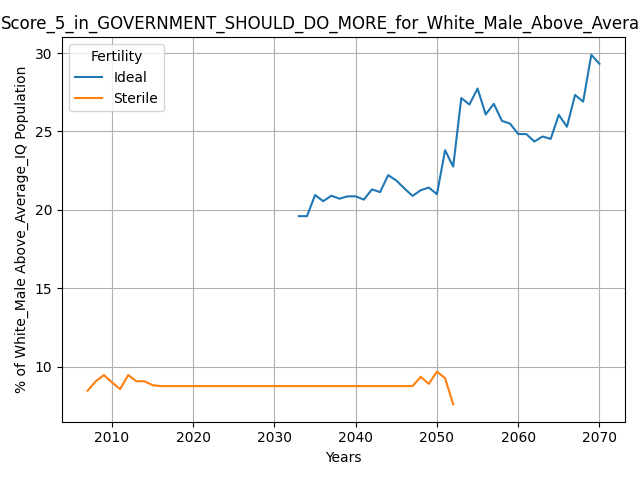 Score_5_in_GOVERNMENT_SHOULD_DO_MORE_for_White_Male_Above_Avera
Fertility
Ideal
Sterile
% of White_Male Above_Average_IQ Population
30
25
20
15
10
2010 2020 2030 2040 2050 2060 2070
Years